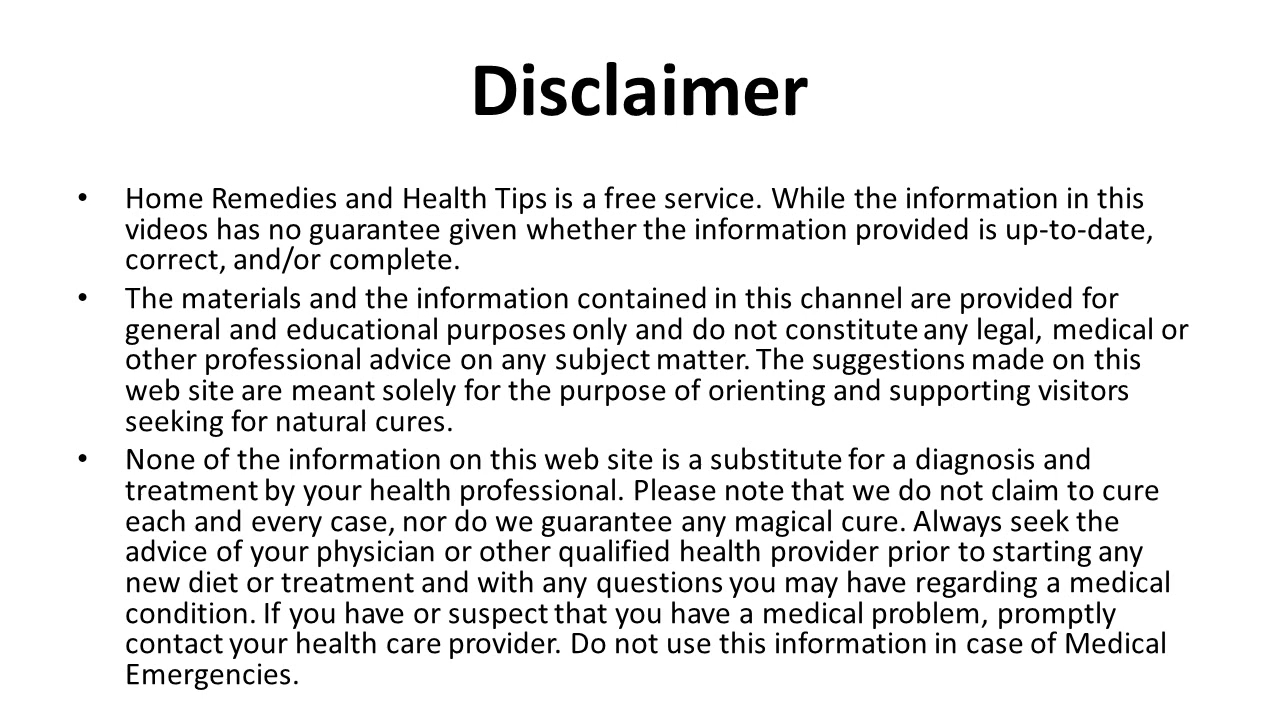 Disclaimer
• Home Remedies and Health Tips is a free service. While the information in this
videos has no guarantee given whether the information provided is up-to-date,
correct, and/or complete.
• The materials and the information contained in this channel are provided for
general and educational purposes only and do not constitute any legal, medical or
other professional advice on any subject matter. The suggestions made on this
web site are meant solely for the purpose of orienting and supporting visitors
seeking for natural cures.
• None of the information on this web site is a substitute for a diagnosis and
treatment by your health professional. Please note that we do not claim to cure
each and every case, nor do we guarantee any magical cure. Always seek the
advice of your physician or other qualified health provider prior to starting any
new diet or treatment and with any questions you may have regarding a medical
condition. If you have or suspect that you have a medical problem, promptly
contact your health care provider. Do not use this information in case of Medical
Emergencies.